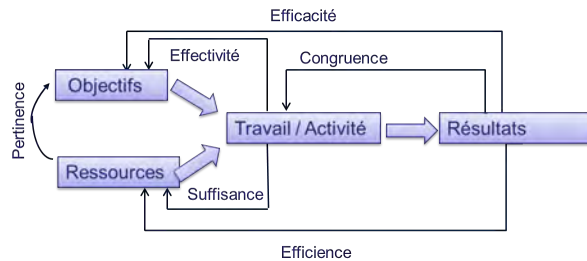 Efficacité
Effectivité
Congruence
Objectifs
Pertinence
Travail / Activité
Résultats
Ressources
Suffisance
Efficience